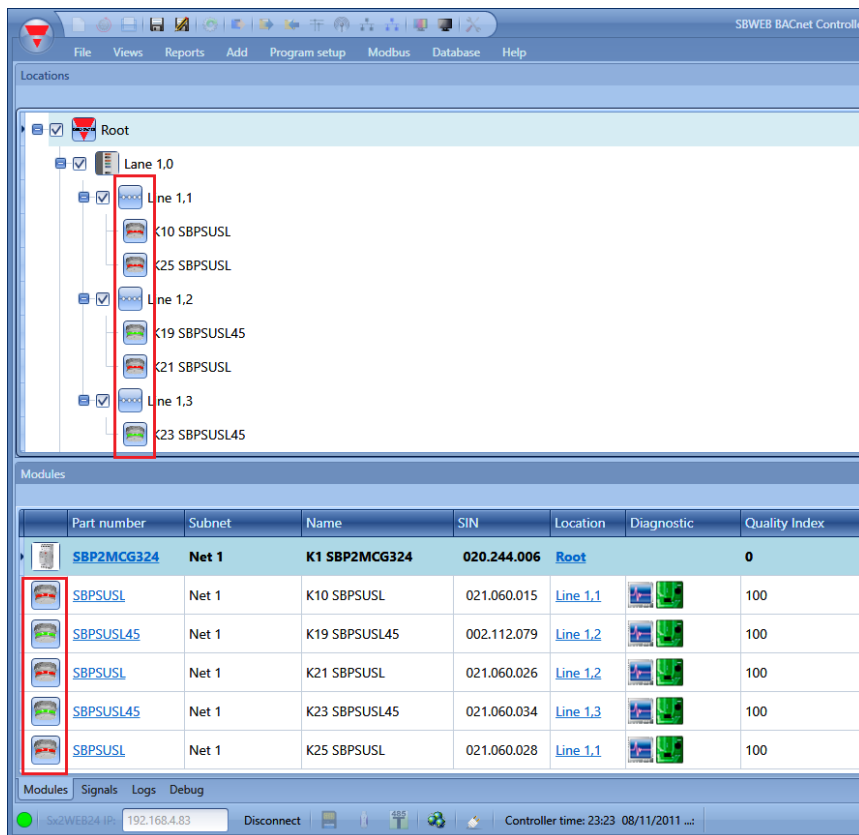 SBWEB BACnet Controlle
File Views Reports Add Program setup Modbus Database Help
Locations
Root
Lane 1,0
Line 1,1
K10 SBPSUSL
K25 SBPSUSL
Line 1,2
K19 SBPSUSL45
K21 SBPSUSL
Line 1,3
K23 SBPSUSL45
Modules
Part number Subnet Name SIN Location Diagnostic Quality Index
SBP2MCG324 Net 1 K1 SBP2MCG324 020.244.006 Root 0
SBPSUSL Net 1 K10 SBPSUSL 021.060.015 Line 1,1 100
SBPSUSL45 Net 1 K19 SBPSUSL45 002.112.079 Line 1,2 100
SBPSUSL Net 1 K21 SBPSUSL 021.060.026 Line 1,2 100
SBPSUSL45 Net 1 K23 SBPSUSL45 021.060.034 Line 1,3 100
SBPSUSL Net 1 K25 SBPSUSL 021.060.028 Line 1,1 100
Modules Signals Logs Debug
Sx2WEB24 IP: 192.168.4.83 Disconnect 485 Controller time: 23:23 08/11/2011 ...: